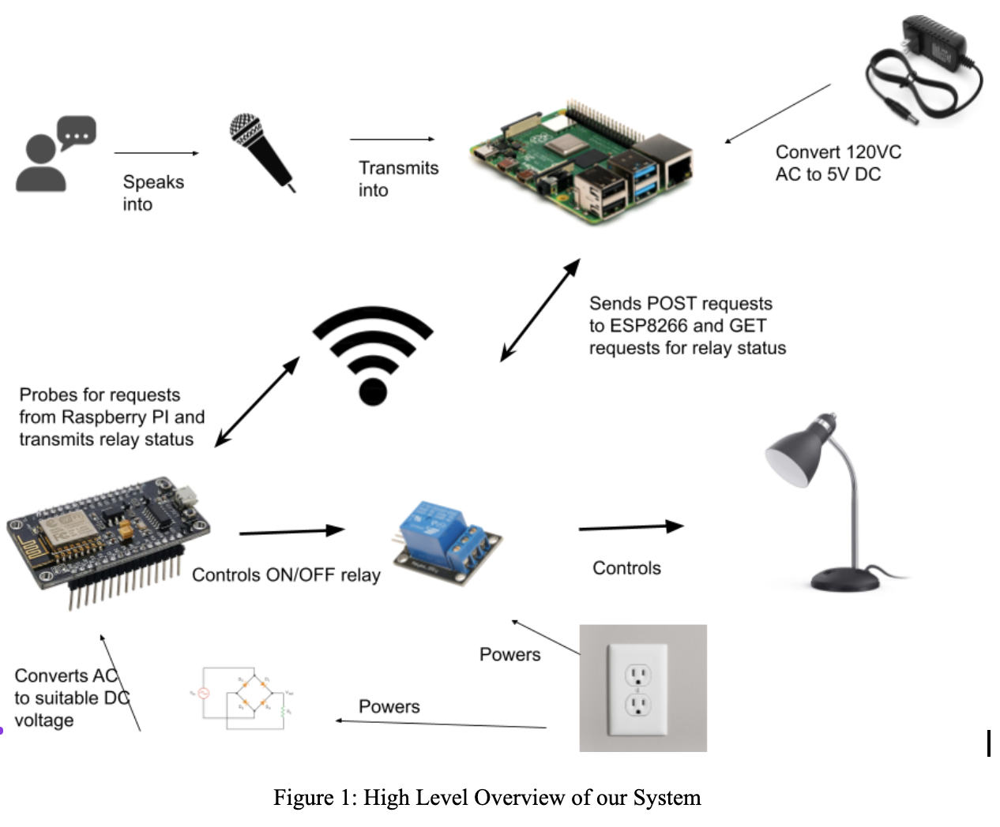 Speaks
into
Transmits
into
Convert 120VC
AC to 5V DC
Sends POST requests
to ESP8266 and GET
requests for relay status
Probes for requests
from Raspberry PI and
transmits relay status
Controls ON/OFF relay
Controls
Powers
Converts AC
to suitable DC
voltage
Powers
Figure 1: High Level Overview of our System